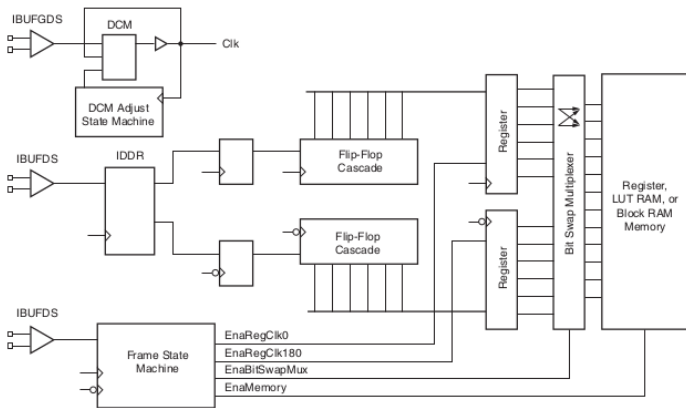 IBUFGDS
DCM
Clk
DCM Adjust
State Machine
IBUFDS
IDDR
Flip-Flop
Cascade
Flip-Flop
Cascade
Register
Register
Bit Swap Multiplexer
Register,
LUT RAM, or
Block RAM
Memory
IBUFDS
Frame State
Machine
EnaRegClk0
EnaRegClk180
EnaBitSwapMux
EnaMemory